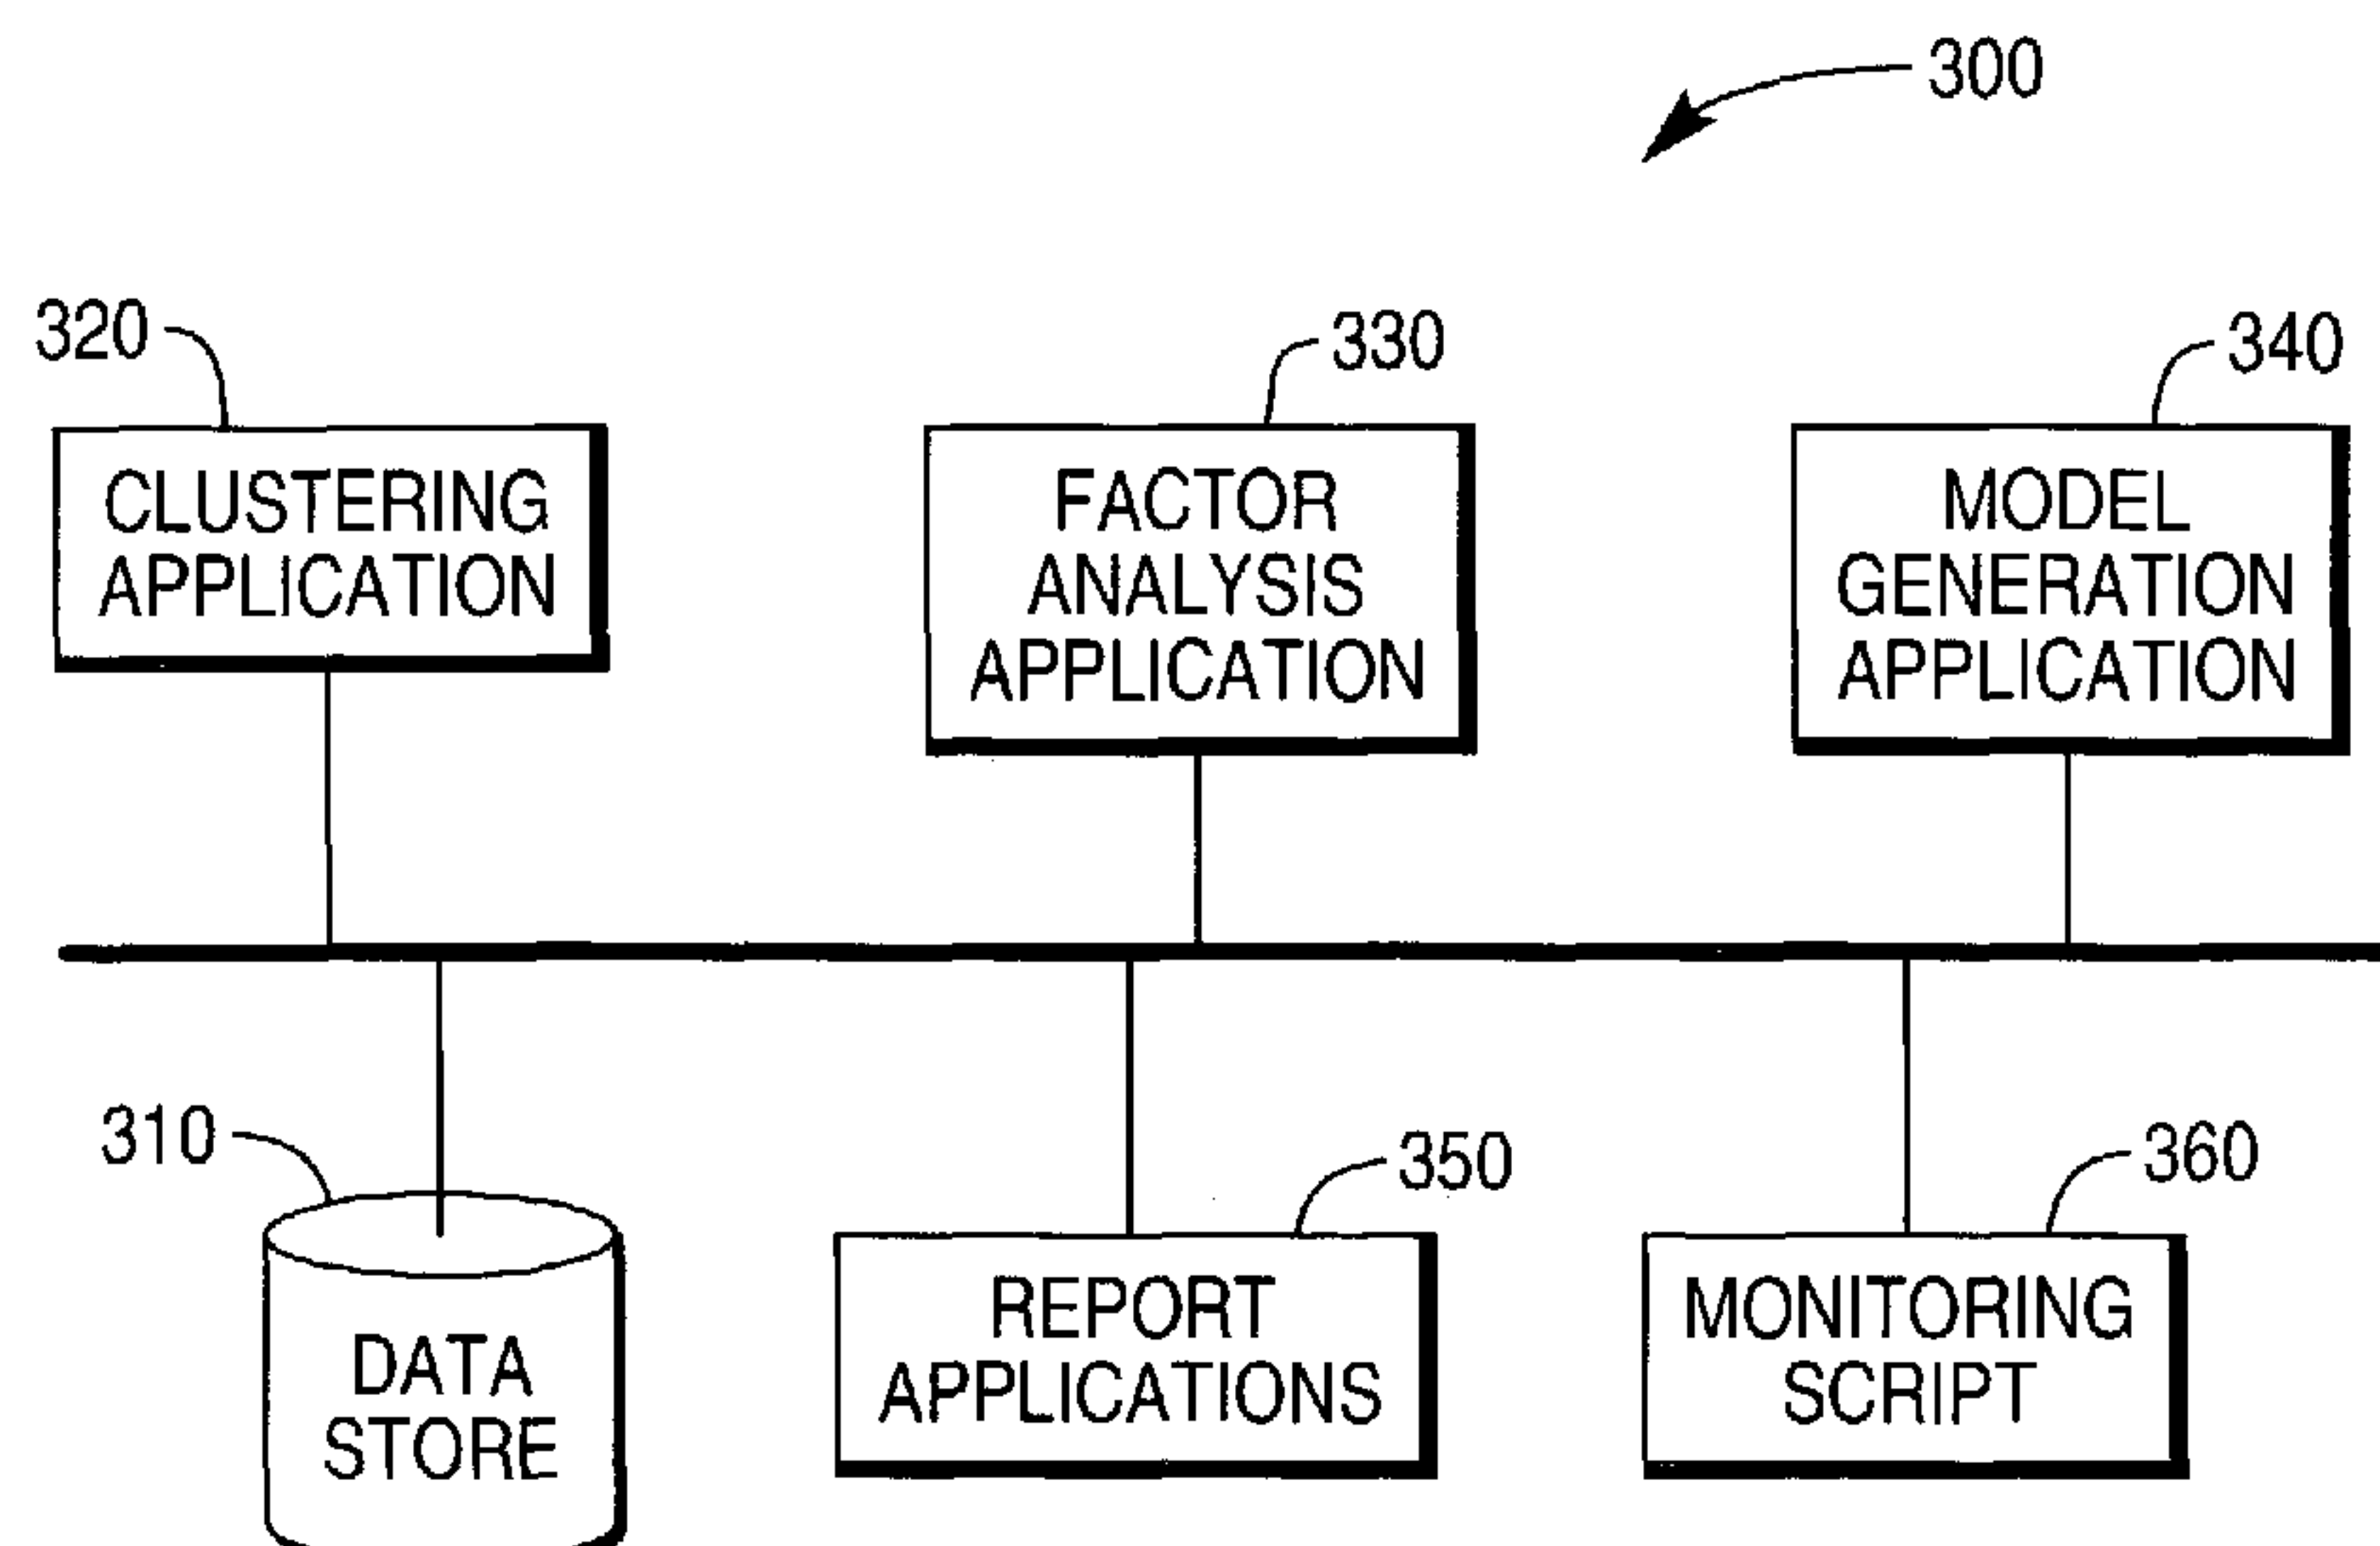 300
320
330
340
CLUSTERING
APPLICATION
FACTOR
ANALYSIS
APPLICATION
MODEL
GENERATION
APPLICATION
310
350
360
DATA
STORE
REPORT
APPLICATIONS
MONITORING
SCRIPT